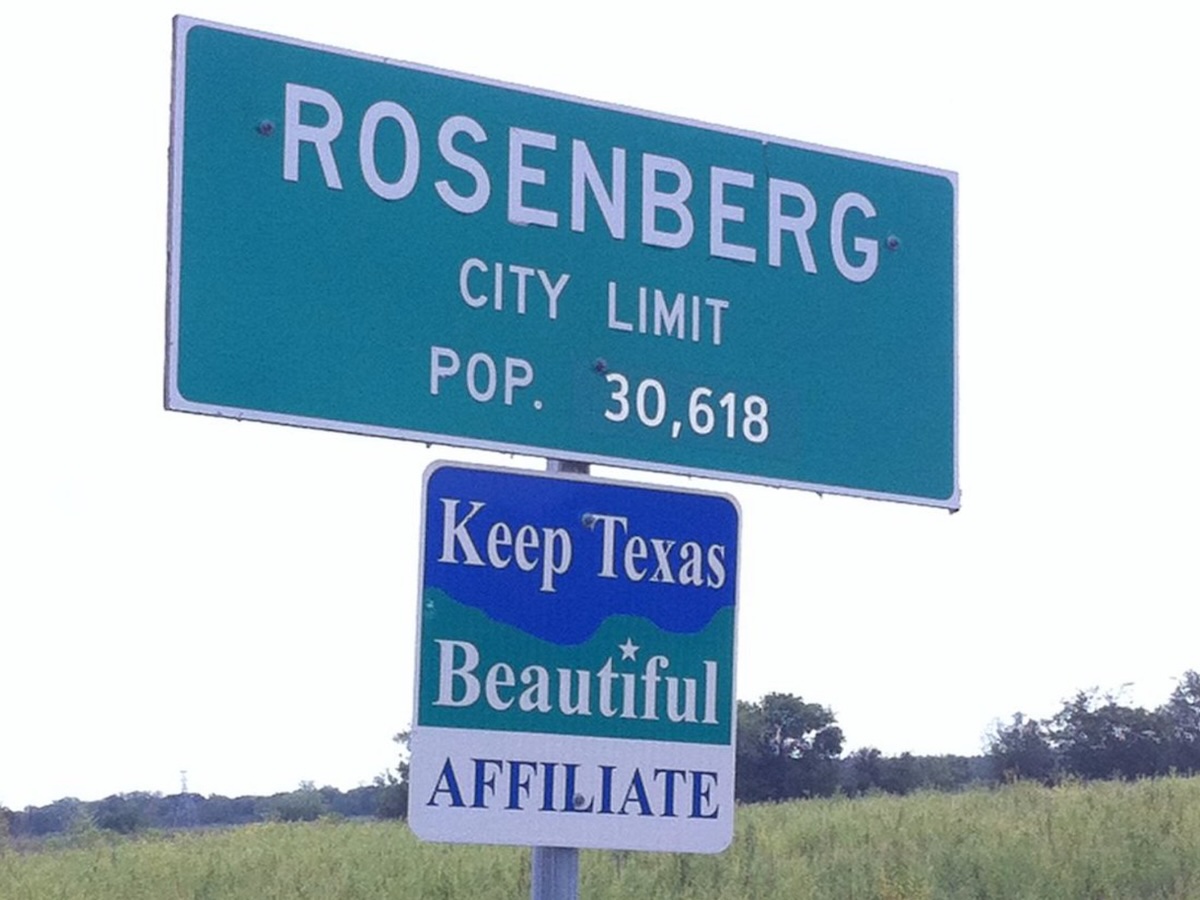 ROSENBERG
CITY LIMIT
POP. 30,618
Keep Texas
Beautiful
AFFILIATE